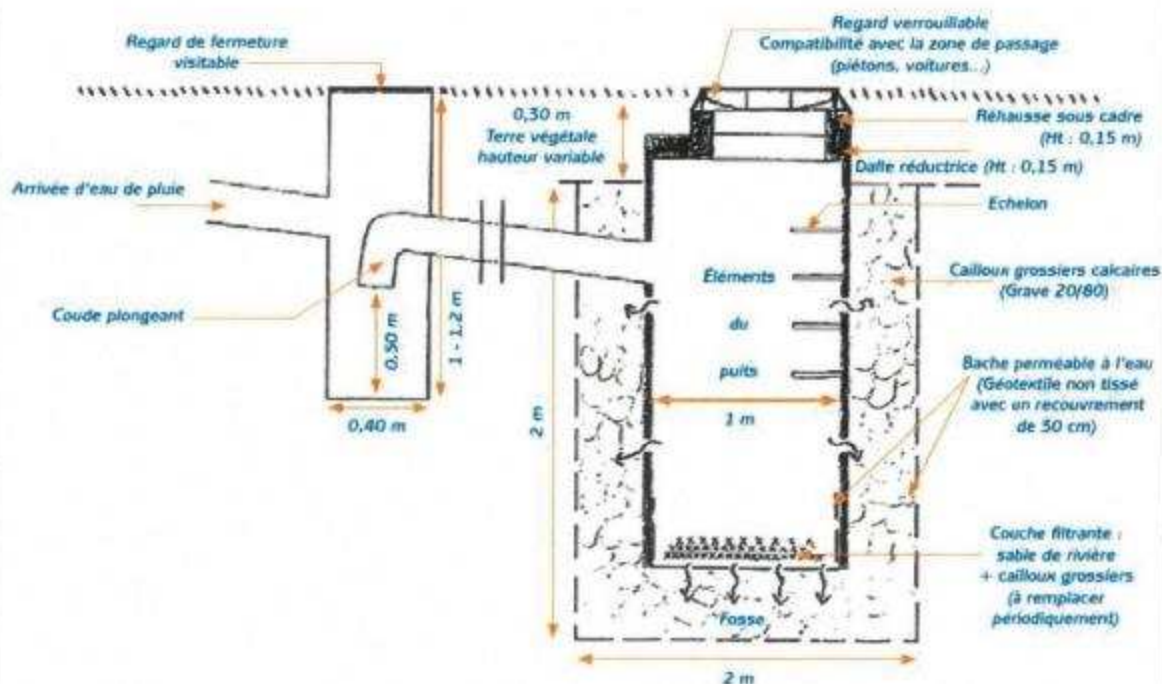 Regard de fermeture
visitable
Regard verrouillable
Compatibilité avec la zone de passage
(piétons, voitures...)
0,30 m
Terre végétale
hauteur variable
Réhausse sous cadre
(Ht : 0,15 m)
Dalle réductrice (Ht : 0,15 m)
Arrivée d'eau de pluie
Echelon
Éléments
du
puits
Cailloux grossiers calcaires
(Grave 20/80)
Coude plongeant
0,50 m
1 - 1,2 m
0,40 m
2 m
1 m
Bache perméable à l'eau
(Géotextile non tissé
avec un recouvrement
de 50 cm)
Couche filtrante :
sable de rivière
+ cailloux grossiers
(à remplacer
périodiquement)
Fosse
2 m